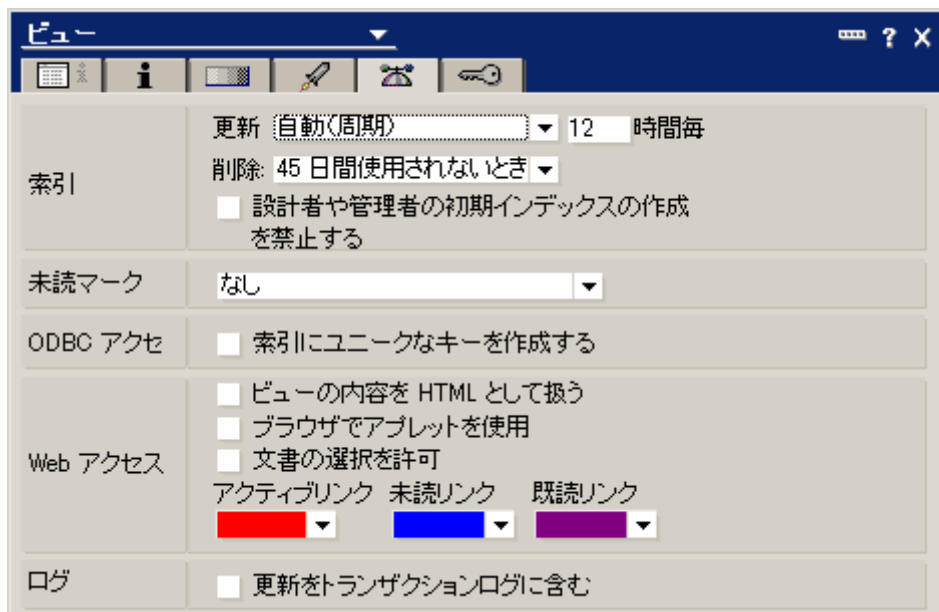 ビュー
? X
索引
更新 自動(周期) 12 時間毎
削除: 45 日間使用されないとき
設計者や管理者の初期インデックスの作成
を禁止する
未読マーク
なし
ODBC アクセ
索引にユニークなキーを作成する
Web アクセス
ビューの内容を HTML として扱う
ブラウザでアプレットを使用
文書の選択を許可
アクティブリンク 未読リンク 既読リンク
ログ
更新をトランザクションログに含む